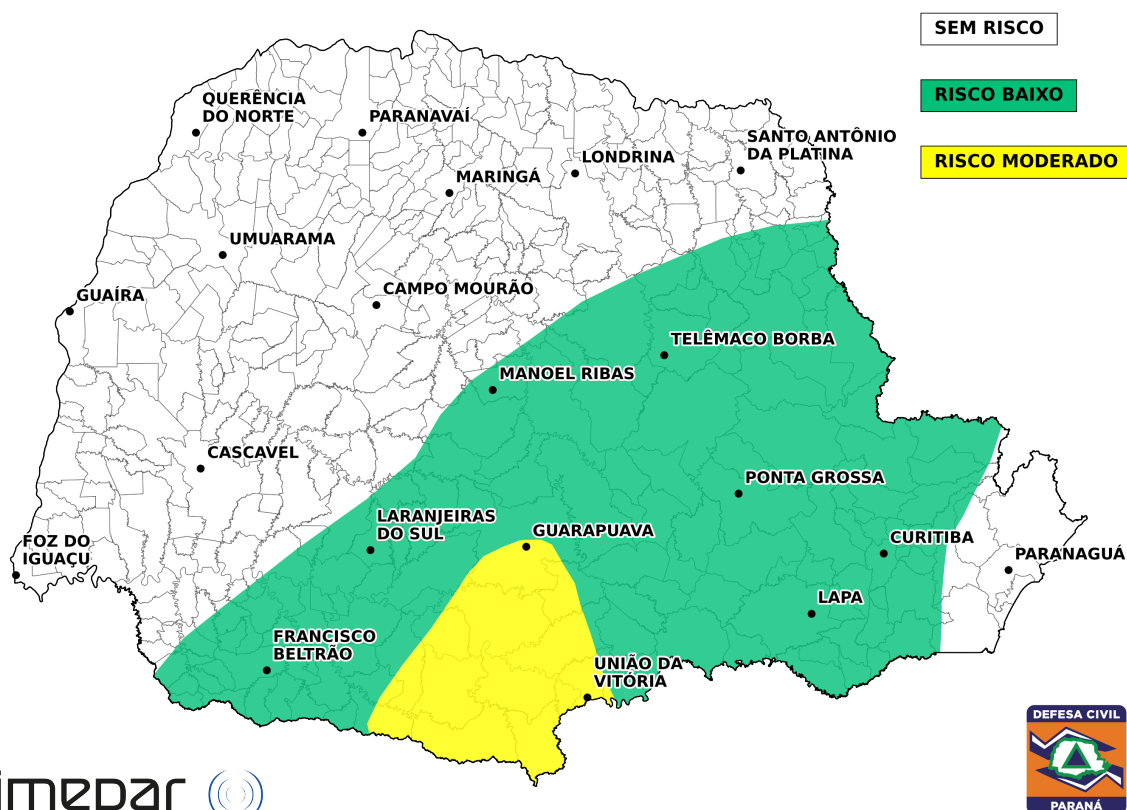 SEM RISCO
RISCO BAIXO
RISCO MODERADO
QUERÊNCIA
DO NORTE
PARANAVAÍ
SANTO ANTÔNIO
DA PLATINA
LONDRINA
MARINGÁ
UMUARAMA
CAMPO MOURÃO
GUAÍRA
TELÊMACO BORBA
MANOEL RIBAS
CASCAVEL
PONTA GROSSA
LARANJEIRAS
DO SUL
GUARAPUAVA
CURITIBA
FOZ DO
IGUAÇU
PARANAGUÁ
LAPA
FRANCISCO
BELTRÃO
UNIÃO DA
VITÓRIA
DEFESA CIVIL
PARANÁ